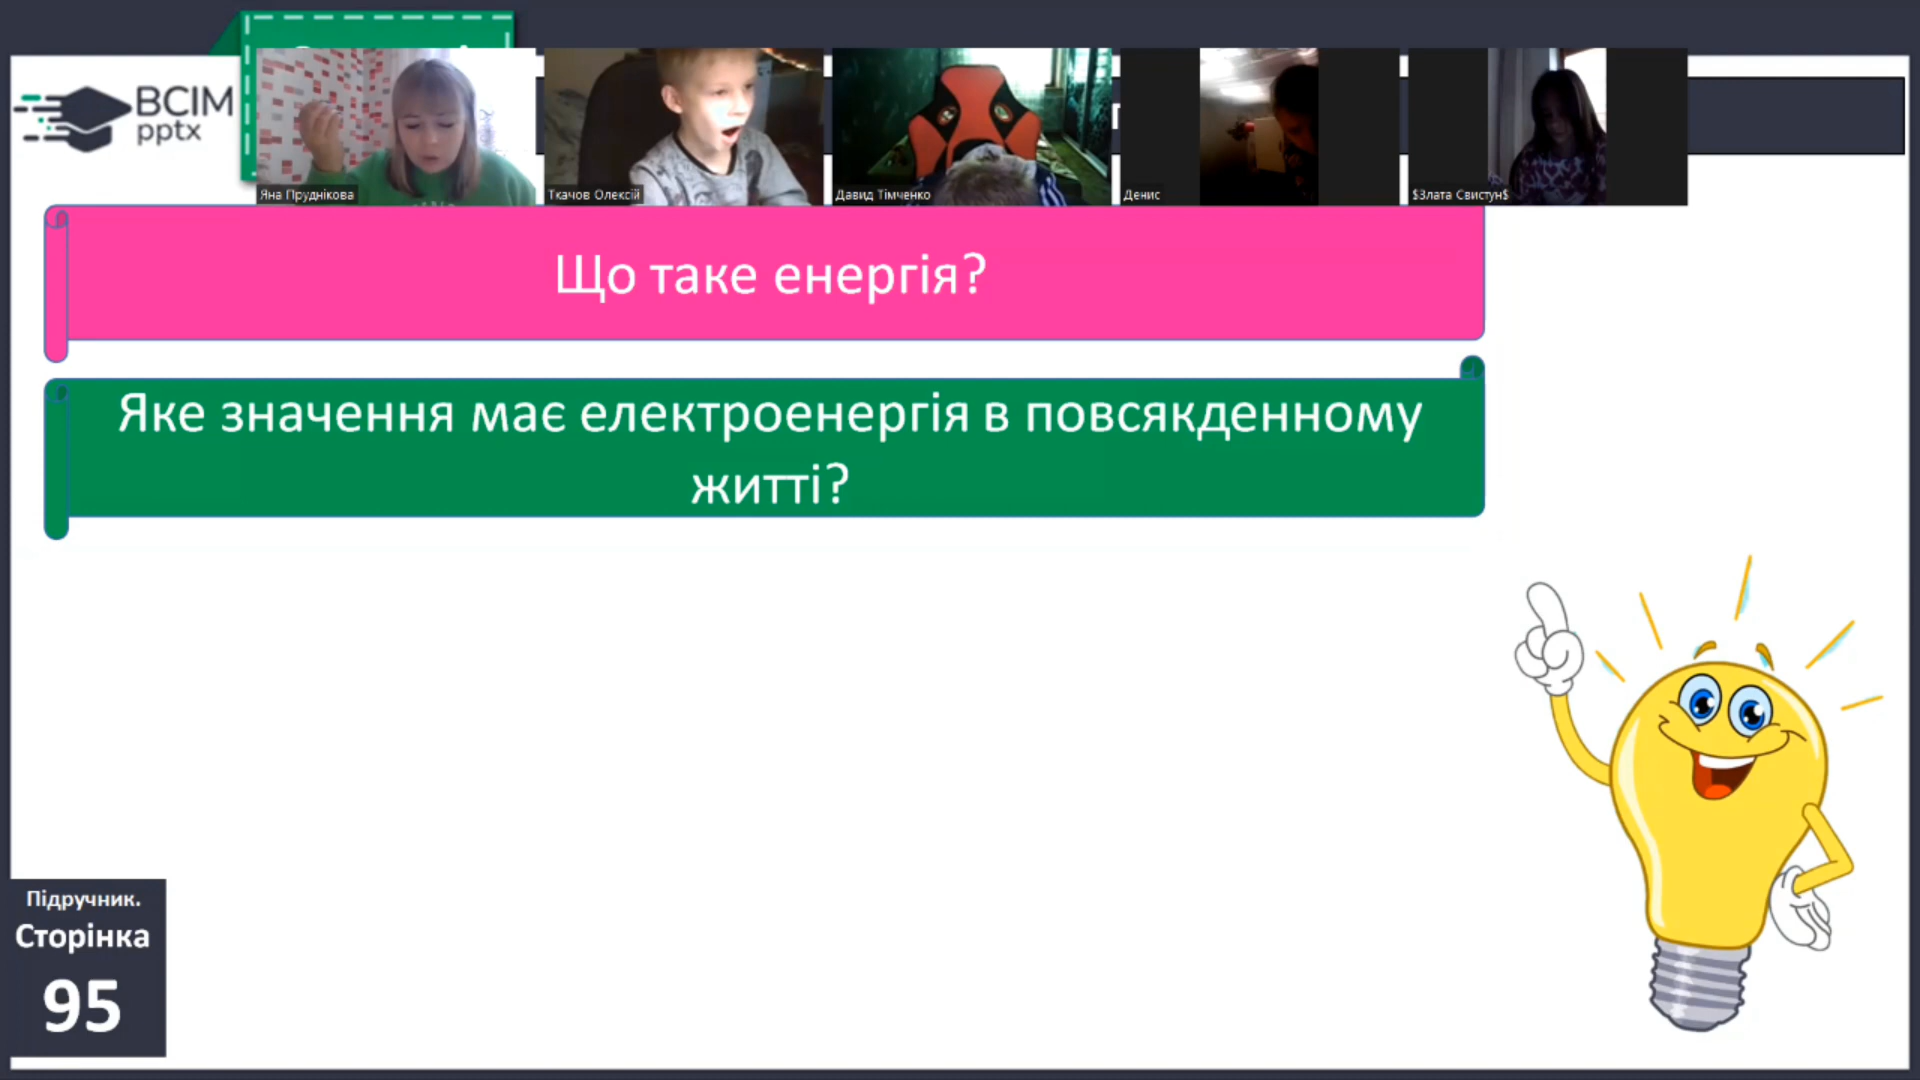 ВСІМ
pptx
Яна Пруднікова
Ткачов Олексій
Давид Тімченко
Денис
$Злата Свистун$
Що таке енергія?
Яке значення має електроенергія в повсякденному
житті?
Підручник.
Сторінка
95